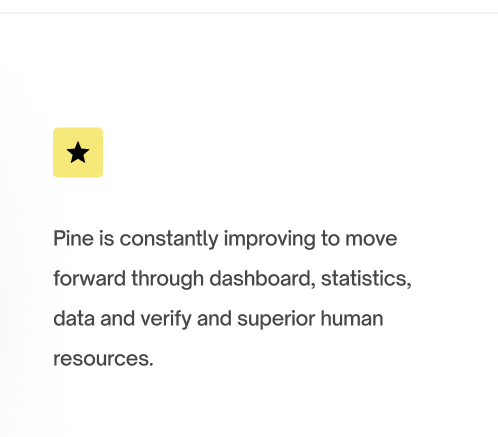 Pine is constantly improving to move
forward through dashboard, statistics,
data and verify and superior human
resources.